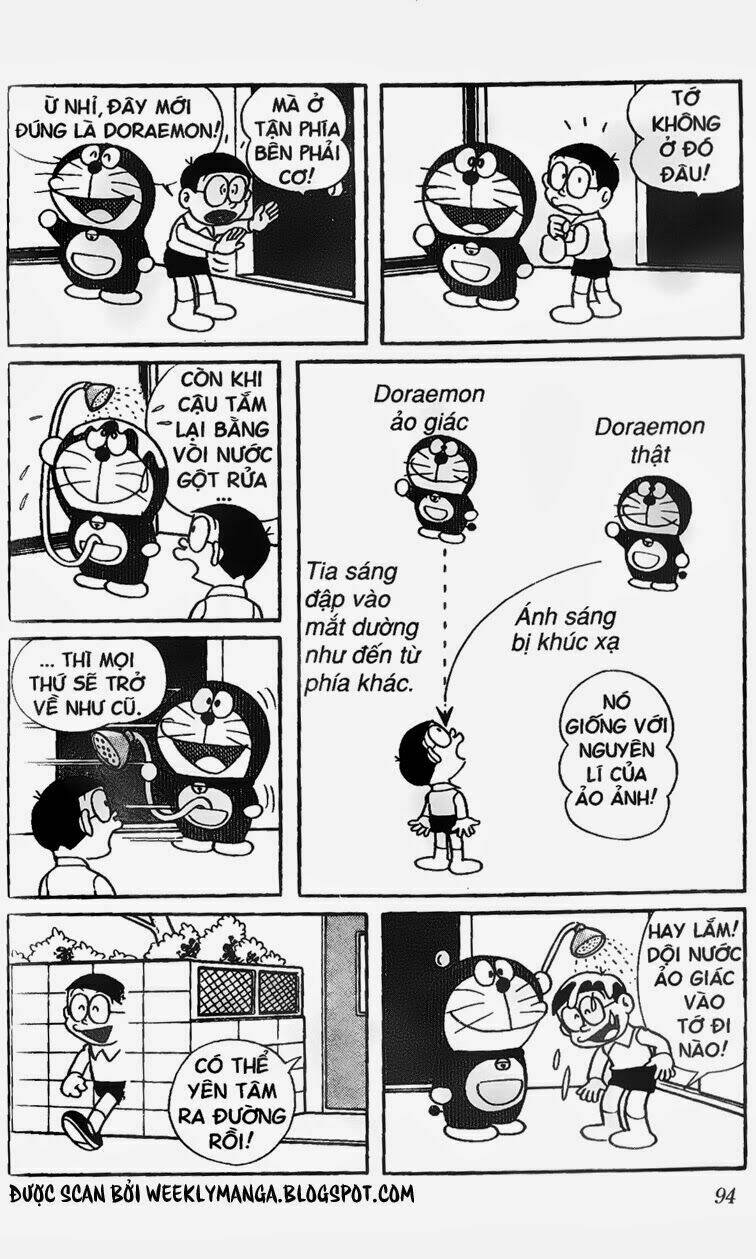 Ừ NHỈ, ĐÂY MỚI
ĐÚNG LÀ DORAEMON!
MÀ Ở
TẬN PHÍA
BÊN PHẢI
CƠ!
TỚ
KHÔNG
Ở ĐÓ
ĐÂU!
CÒN KHI
CẬU TẮM
LẠI BẰNG
VÒI NƯỚC
GỘT RỬA
...
Doraemon
ảo giác
Doraemon
thật
Tia sáng
đập vào
mắt dường
như đến từ
phía khác.
Ánh sáng
bị khúc xạ
NÓ
GIỐNG VỚI
NGUYÊN
LÍ CỦA
ẢO ẢNH!
... THÌ MỌI
THỨ SẼ TRỞ
VỀ NHƯ CŨ.
CÓ THỂ
YÊN TÂM
RA ĐƯỜNG
RỒI!
HAY LẮM!
DỘI NƯỚC
ẢO GIÁC
VÀO
TỚ ĐI
NÀO!
ĐƯỢC SCAN BỞI WEEKLYMANGA.BLOGSPOT.COM
94